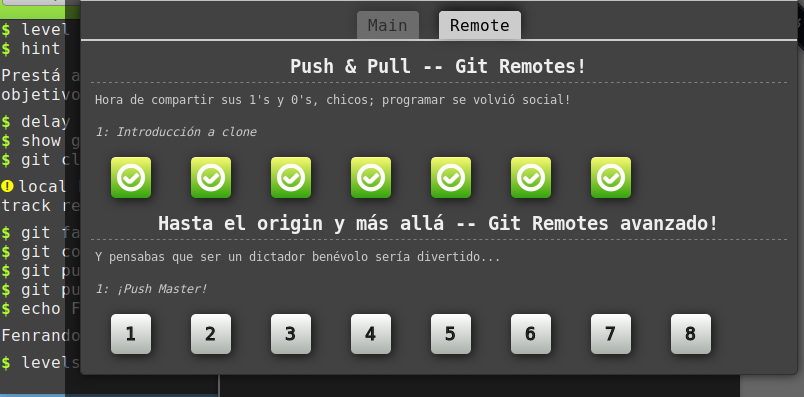 Main Remote
$ level
$ hint
Prestá a
objetivo
$ delay
$ show g
$ git cl
local
track re
$ git fa
$ git co
$ git pu
$ git pu
$ echo F
Fenrando
$ levels
Push & Pull -- Git Remotes!
Hora de compartir sus 1's y 0's, chicos; programar se volvió social!
1: Introducción a clone
Hasta el origin y más allá -- Git Remotes avanzado!
Y pensabas que ser un dictador benévolo sería divertido...
1: ¡Push Master!
1 2 3 4 5 6 7 8